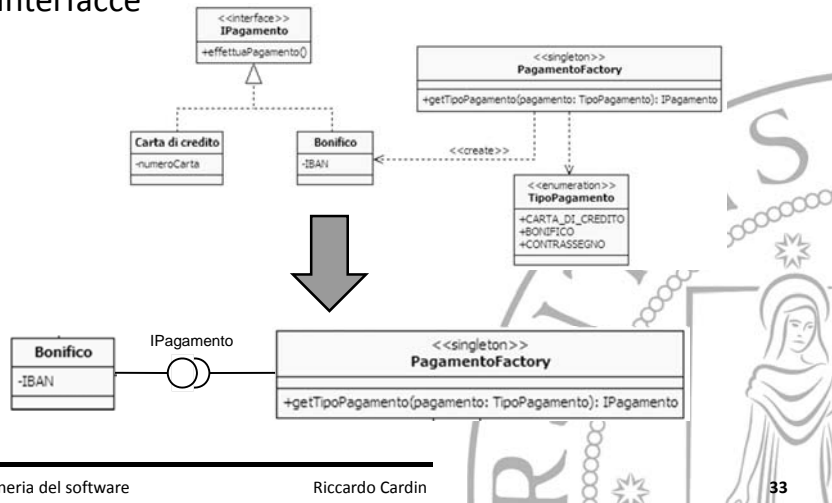 interfacce
<<interface>>
IPagamento
+effettuaPagamento()
<<singleton>>
PagamentoFactory
+getTipoPagamento(pagamento: TipoPagamento): IPagamento
Carta di credito
-numeroCarta
Bonifico
-IBAN
<<create>>
<<enumeration>>
TipoPagamento
+CARTA_DI_CREDITO
+BONIFICO
+CONTRASSEGNO
IPagamento
Bonifico
-IBAN
<<singleton>>
PagamentoFactory
+getTipoPagamento(pagamento: TipoPagamento): IPagamento
neria del software
Riccardo Cardin
33